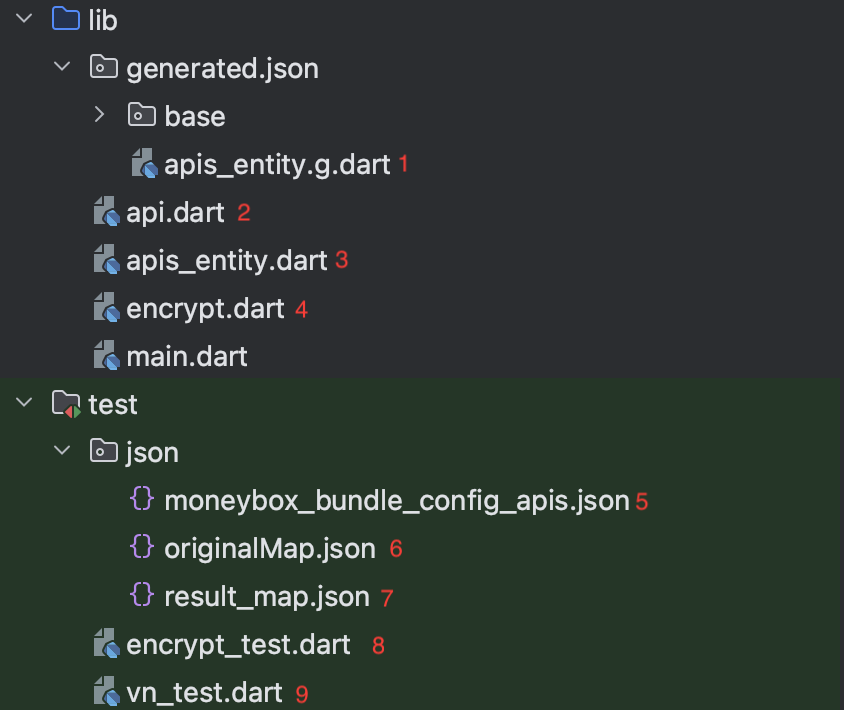 lib
generated.json
base
apis_entity.g.dart 1
api.dart 2
apis_entity.dart 3
encrypt.dart 4
main.dart
test
json
moneybox_bundle_config_apis.json 5
originalMap.json 6
result_map.json 7
encrypt_test.dart 8
vn_test.dart 9